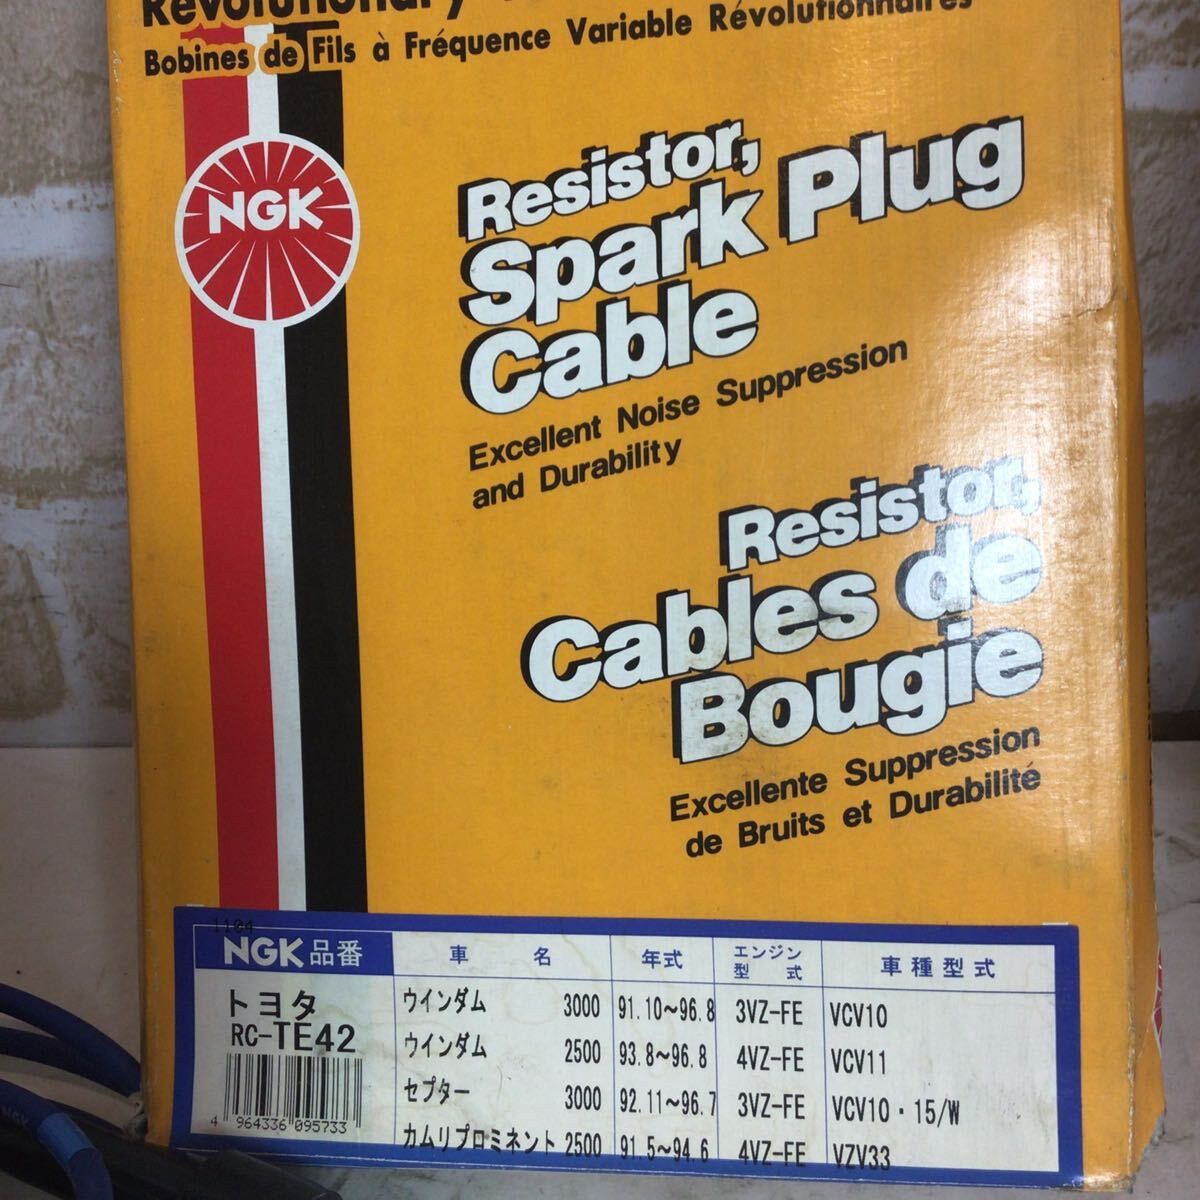 Revolutionary
Bobines de Fils à Fréquence Variable Révolutionnaires
NGK
Resistor,
Spark Plug
Cable
Excellent Noise Suppression
and Durability
Resistor,
Cables de
Bougie
Excellente Suppression
de Bruits et Durabilité
1104
NGK品番 車名 年式 エンジン型式 車種型式
トヨタ
RC-TE42
4 964336 095733
ウインダム 3000 91.10~96.8 3VZ-FE VCV10
ウインダム 2500 93.8~96.8 4VZ-FE VCV11
セプター 3000 92.11~96.7 3VZ-FE VCV10・15/W
カムリプロミネント 2500 91.5~94.6 4VZ-FE VZV33
NGK